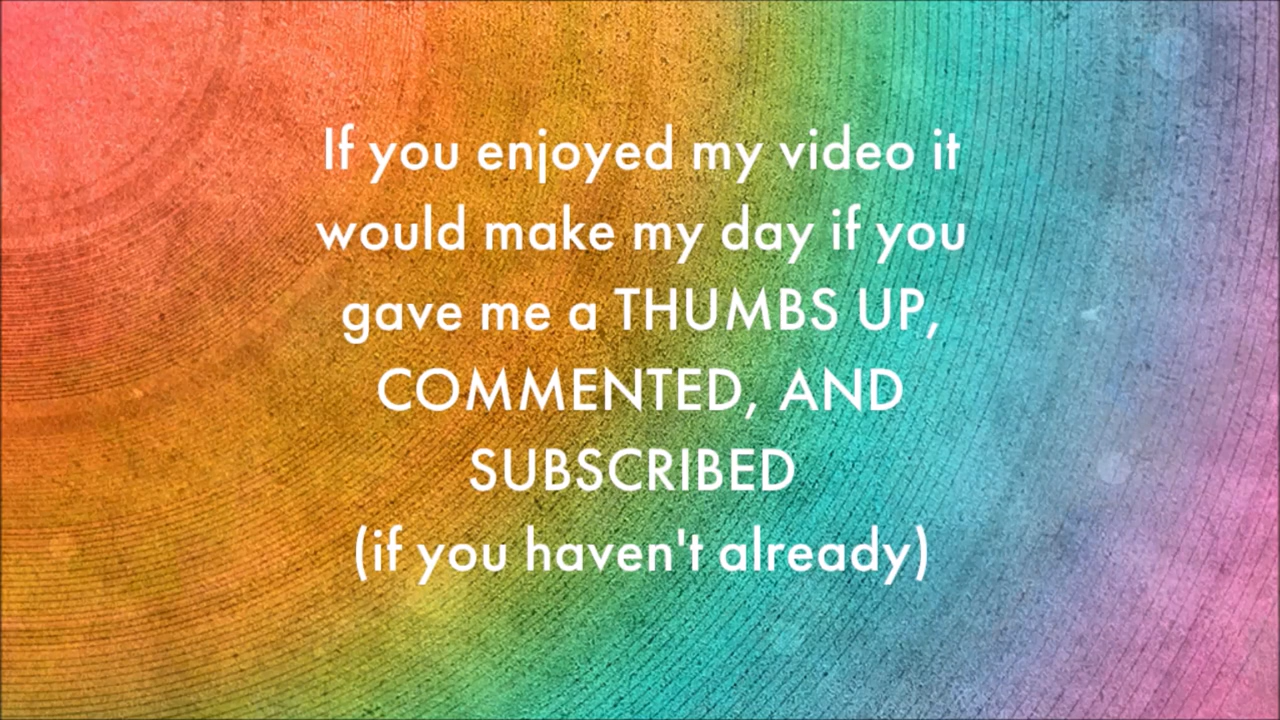 If you enjoyed my video it
would make my day if you
gave me a THUMBS UP,
COMMENTED, AND
SUBSCRIBED
(if you haven't already)